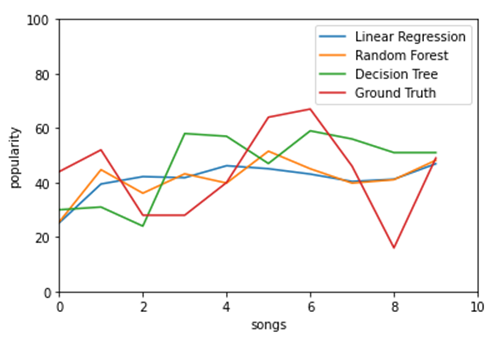 100
80
60
40
20
0
popularity
0 2 4 6 8 10
songs
Linear Regression
Random Forest
Decision Tree
Ground Truth